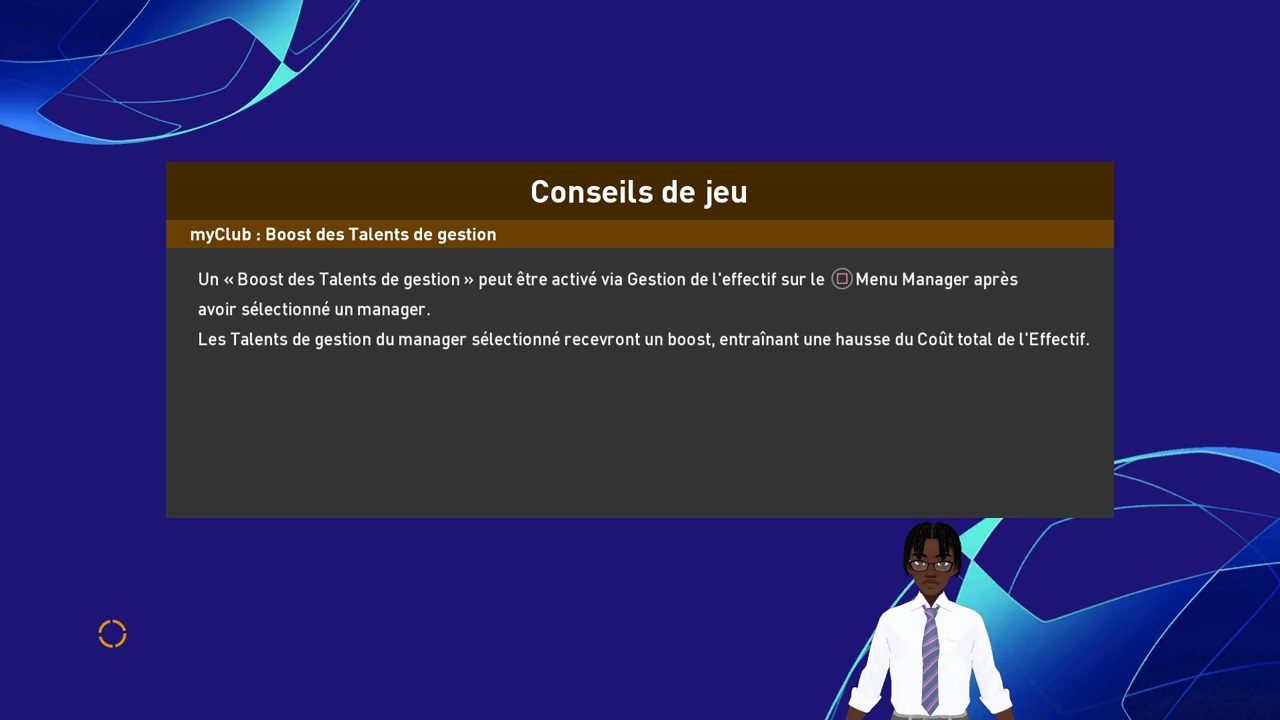 Conseils de jeu
myClub : Boost des Talents de gestion
Un « Boost des Talents de gestion » peut être activé via Gestion de l'effectif sur le Menu Manager après
avoir sélectionné un manager.
Les Talents de gestion du manager sélectionné recevront un boost, entraînant une hausse du Coût total de l'Effectif.